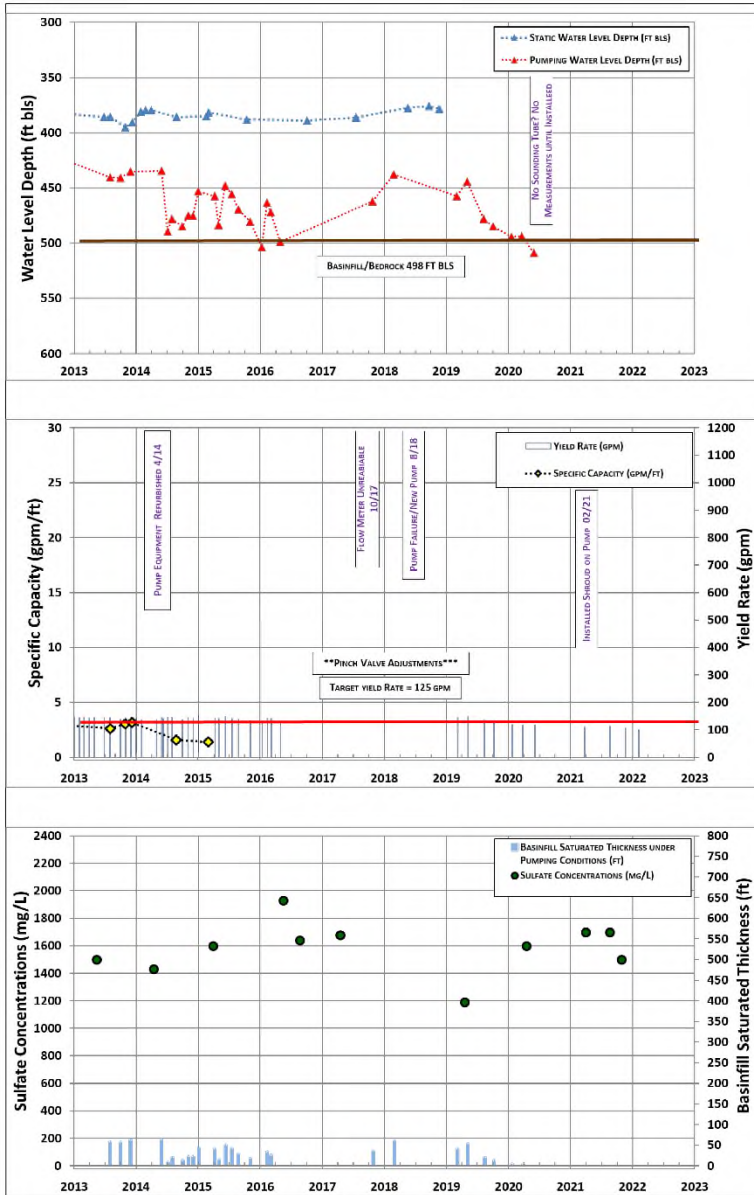 300
350
400
450
500
550
600
Water Level Depth (ft bls)
Static Water Level Depth (ft bls)
Pumping Water Level Depth (ft bls)
No Sounding Tube? No
Measurements until Installeed
Basinfill/Bedrock 498 ft bls
2013 2014 2015 2016 2017 2018 2019 2020 2021 2022 2023
30
25
20
15
10
5
0
Specific Capacity (gpm/ft)
Pump Equipment Refurbished 4/14
Flow Meter Unreabiable
10/17
Pump Failure/New Pump 8/18
Yield Rate (gpm)
Specific Capacity (gpm/ft)
Installed Shroud on Pump 02/21
**Pinch Valve Adjustments***
Target yield Rate = 125 gpm
1200
1100
1000
900
800
700
600
500
400
300
200
100
0
Yield Rate (gpm)
2013 2014 2015 2016 2017 2018 2019 2020 2021 2022 2023
2400
2200
2000
1800
1600
1400
1200
1000
800
600
400
200
0
Sulfate Concentrations (mg/L)
Basinfill Saturated Thickness under
Pumping Conditions (ft)
Sulfate Concentrations (mg/L)
800
750
700
650
600
550
500
450
400
350
300
250
200
150
100
50
0
Basinfill Saturated Thickness (ft)
2013 2014 2015 2016 2017 2018 2019 2020 2021 2022 2023